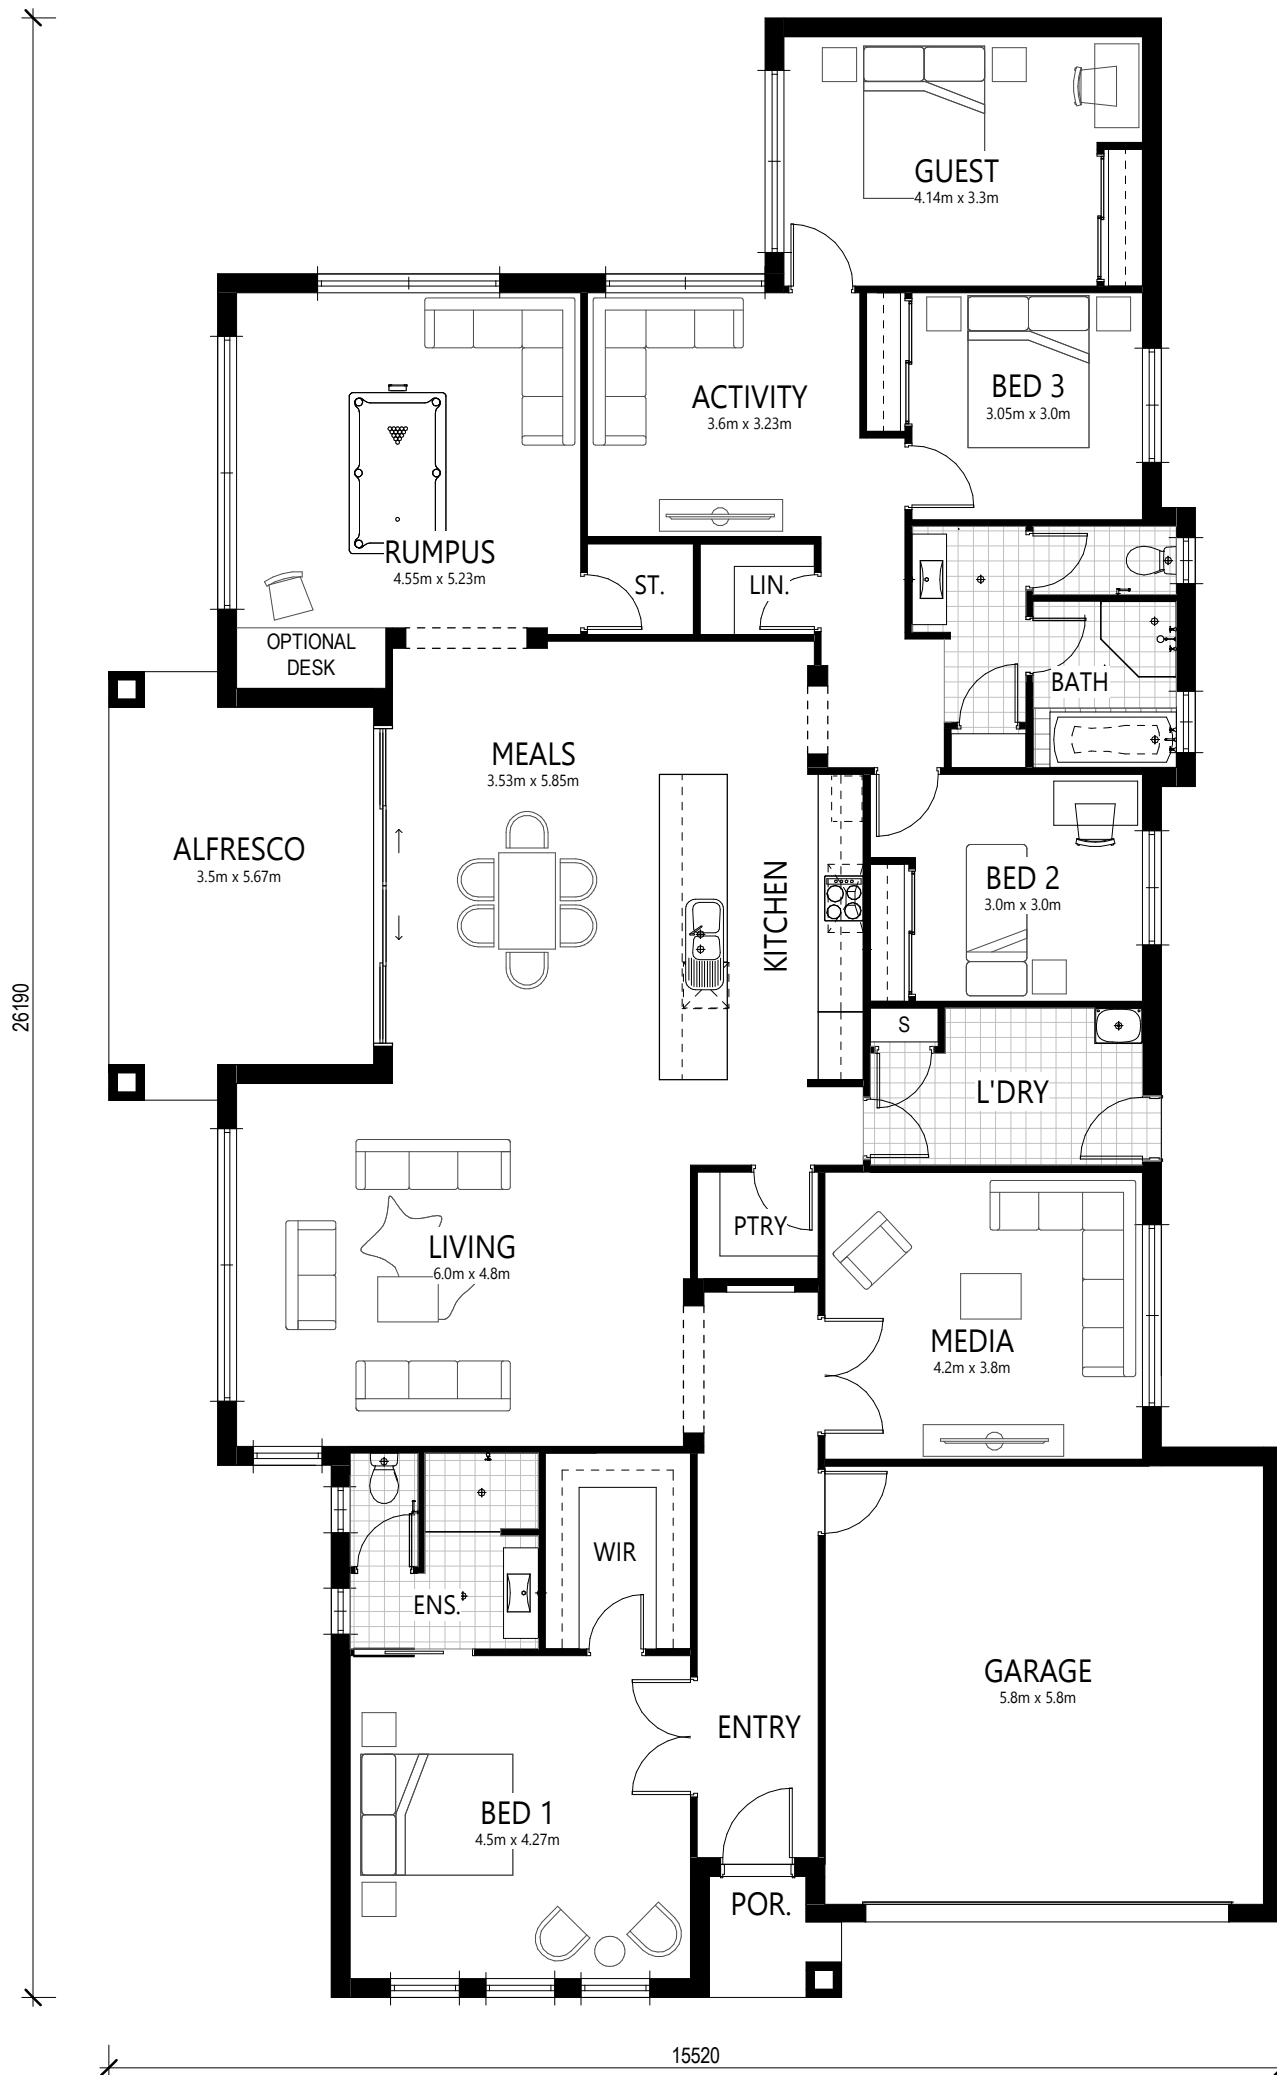 GUEST
4.14m x 3.3m
BED 3
3.05m x 3.0m
ACTIVITY
3.6m x 3.23m
RUMPUS
4.55m x 5.23m
ST.
LIN.
OPTIONAL
DESK
BATH
MEALS
3.53m x 5.85m
ALFRESCO
3.5m x 5.67m
KITCHEN
BED 2
3.0m x 3.0m
26190
S
L'DRY
PTRY
LIVING
6.0m x 4.8m
MEDIA
4.2m x 3.8m
WIR
ENS.
GARAGE
5.8m x 5.8m
ENTRY
BED 1
4.5m x 4.27m
POR.
15520